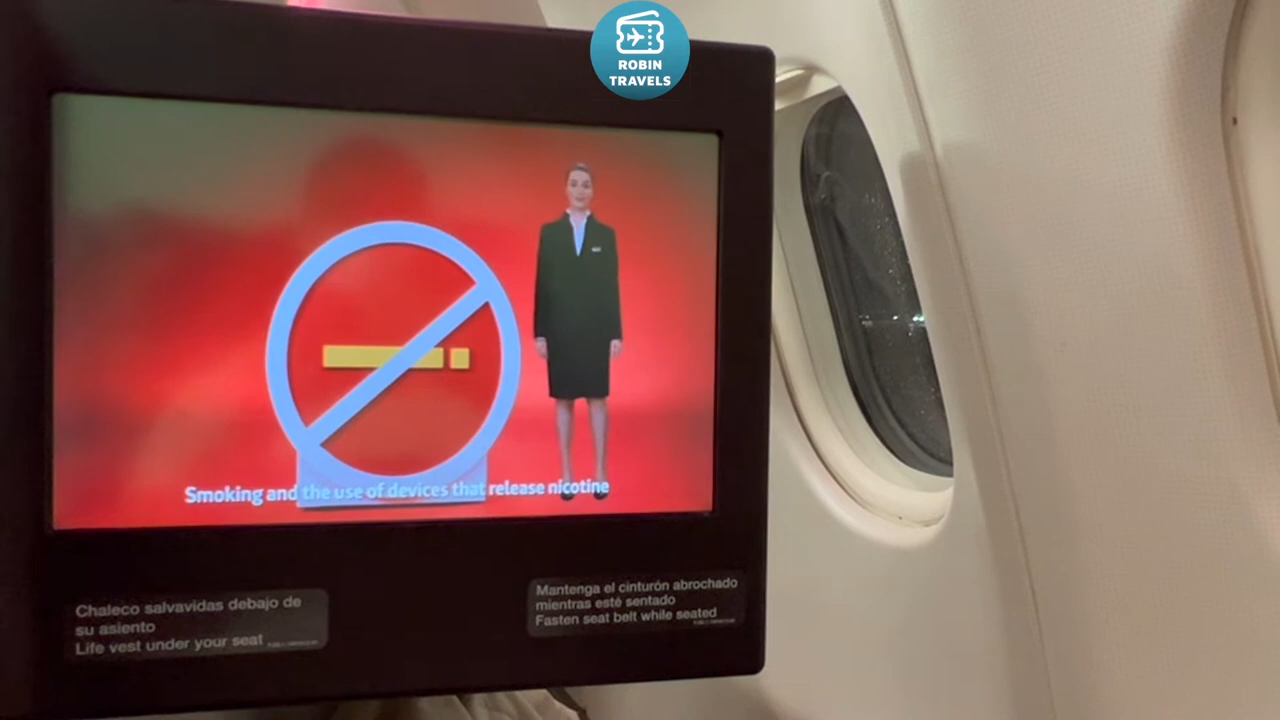 ROBIN
TRAVELS
Smoking and the use of devices that release nicotine
Chaleco salvavidas debajo de
su asiento
Life vest under your seat
Mantenga el cinturón abrochado
mientras esté sentado
Fasten seat belt while seated